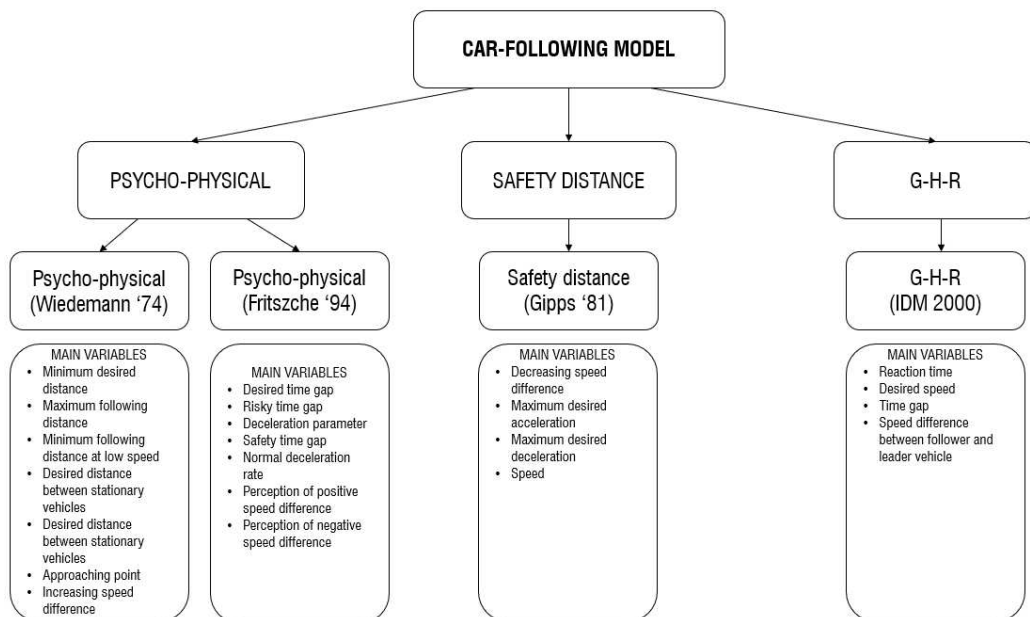 CAR-FOLLOWING MODEL
PSYCHO-PHYSICAL
SAFETY DISTANCE
G-H-R
Psycho-physical
(Wiedemann ‘74)
Psycho-physical
(Fritszche ‘94)
Safety distance
(Gipps ‘81)
G-H-R
(IDM 2000)
MAIN VARIABLES
• Minimum desired
distance
• Maximum following
distance
• Minimum following
distance at low speed
• Desired distance
between stationary
vehicles
• Desired distance
between stationary
vehicles
• Approaching point
• Increasing speed
difference
MAIN VARIABLES
• Desired time gap
• Risky time gap
• Deceleration parameter
• Safety time gap
• Normal deceleration
rate
• Perception of positive
speed difference
• Perception of negative
speed difference
MAIN VARIABLES
• Decreasing speed
difference
• Maximum desired
acceleration
• Maximum desired
deceleration
• Speed
MAIN VARIABLES
• Reaction time
• Desired speed
• Time gap
• Speed difference
between follower and
leader vehicle